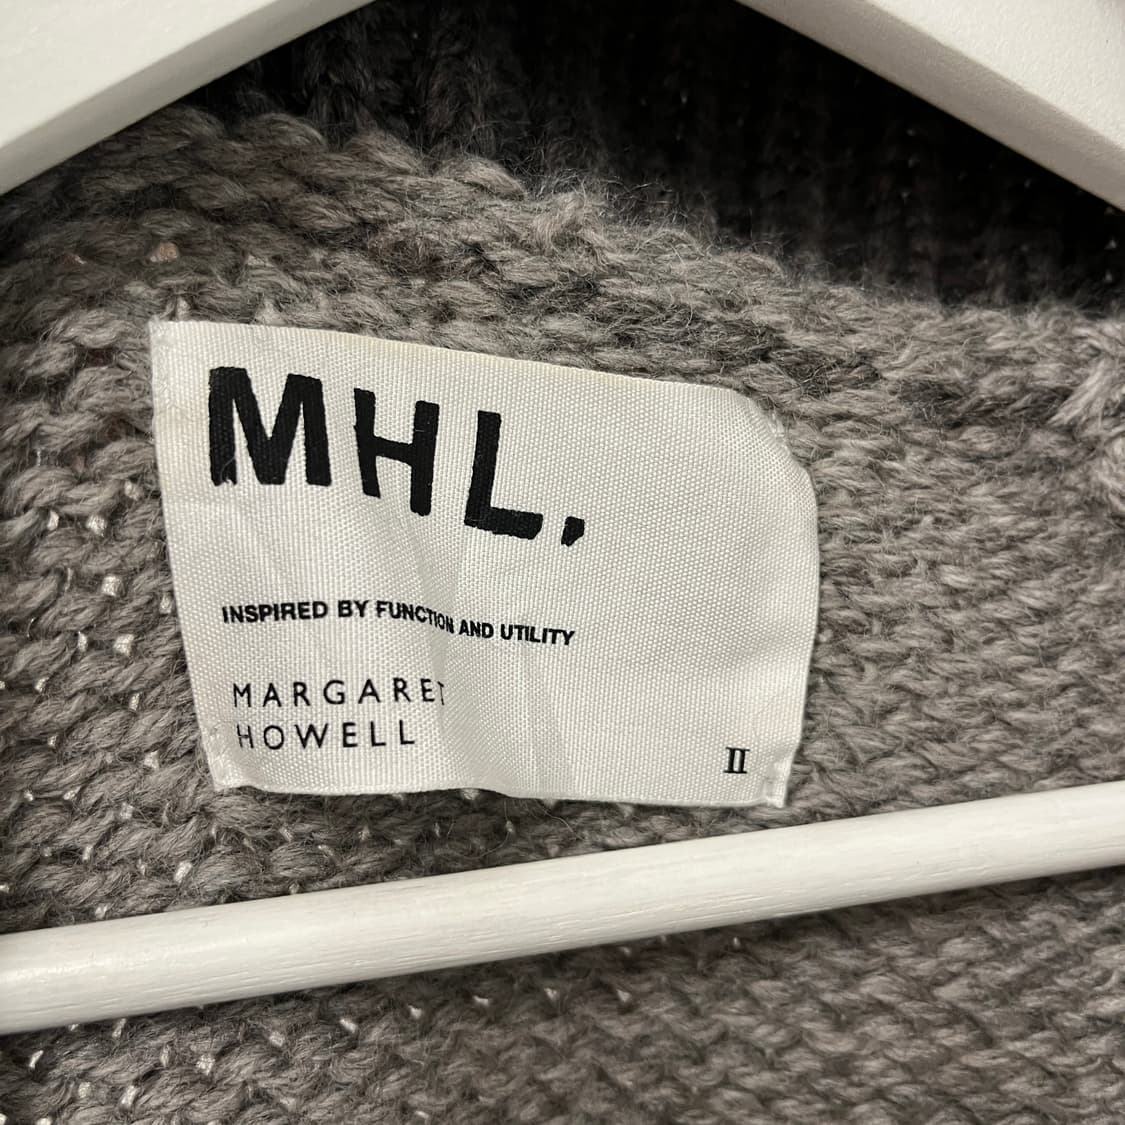 MHL.
INSPIRED BY FUNCTION AND UTILITY
MARGARET
HOWELL
II